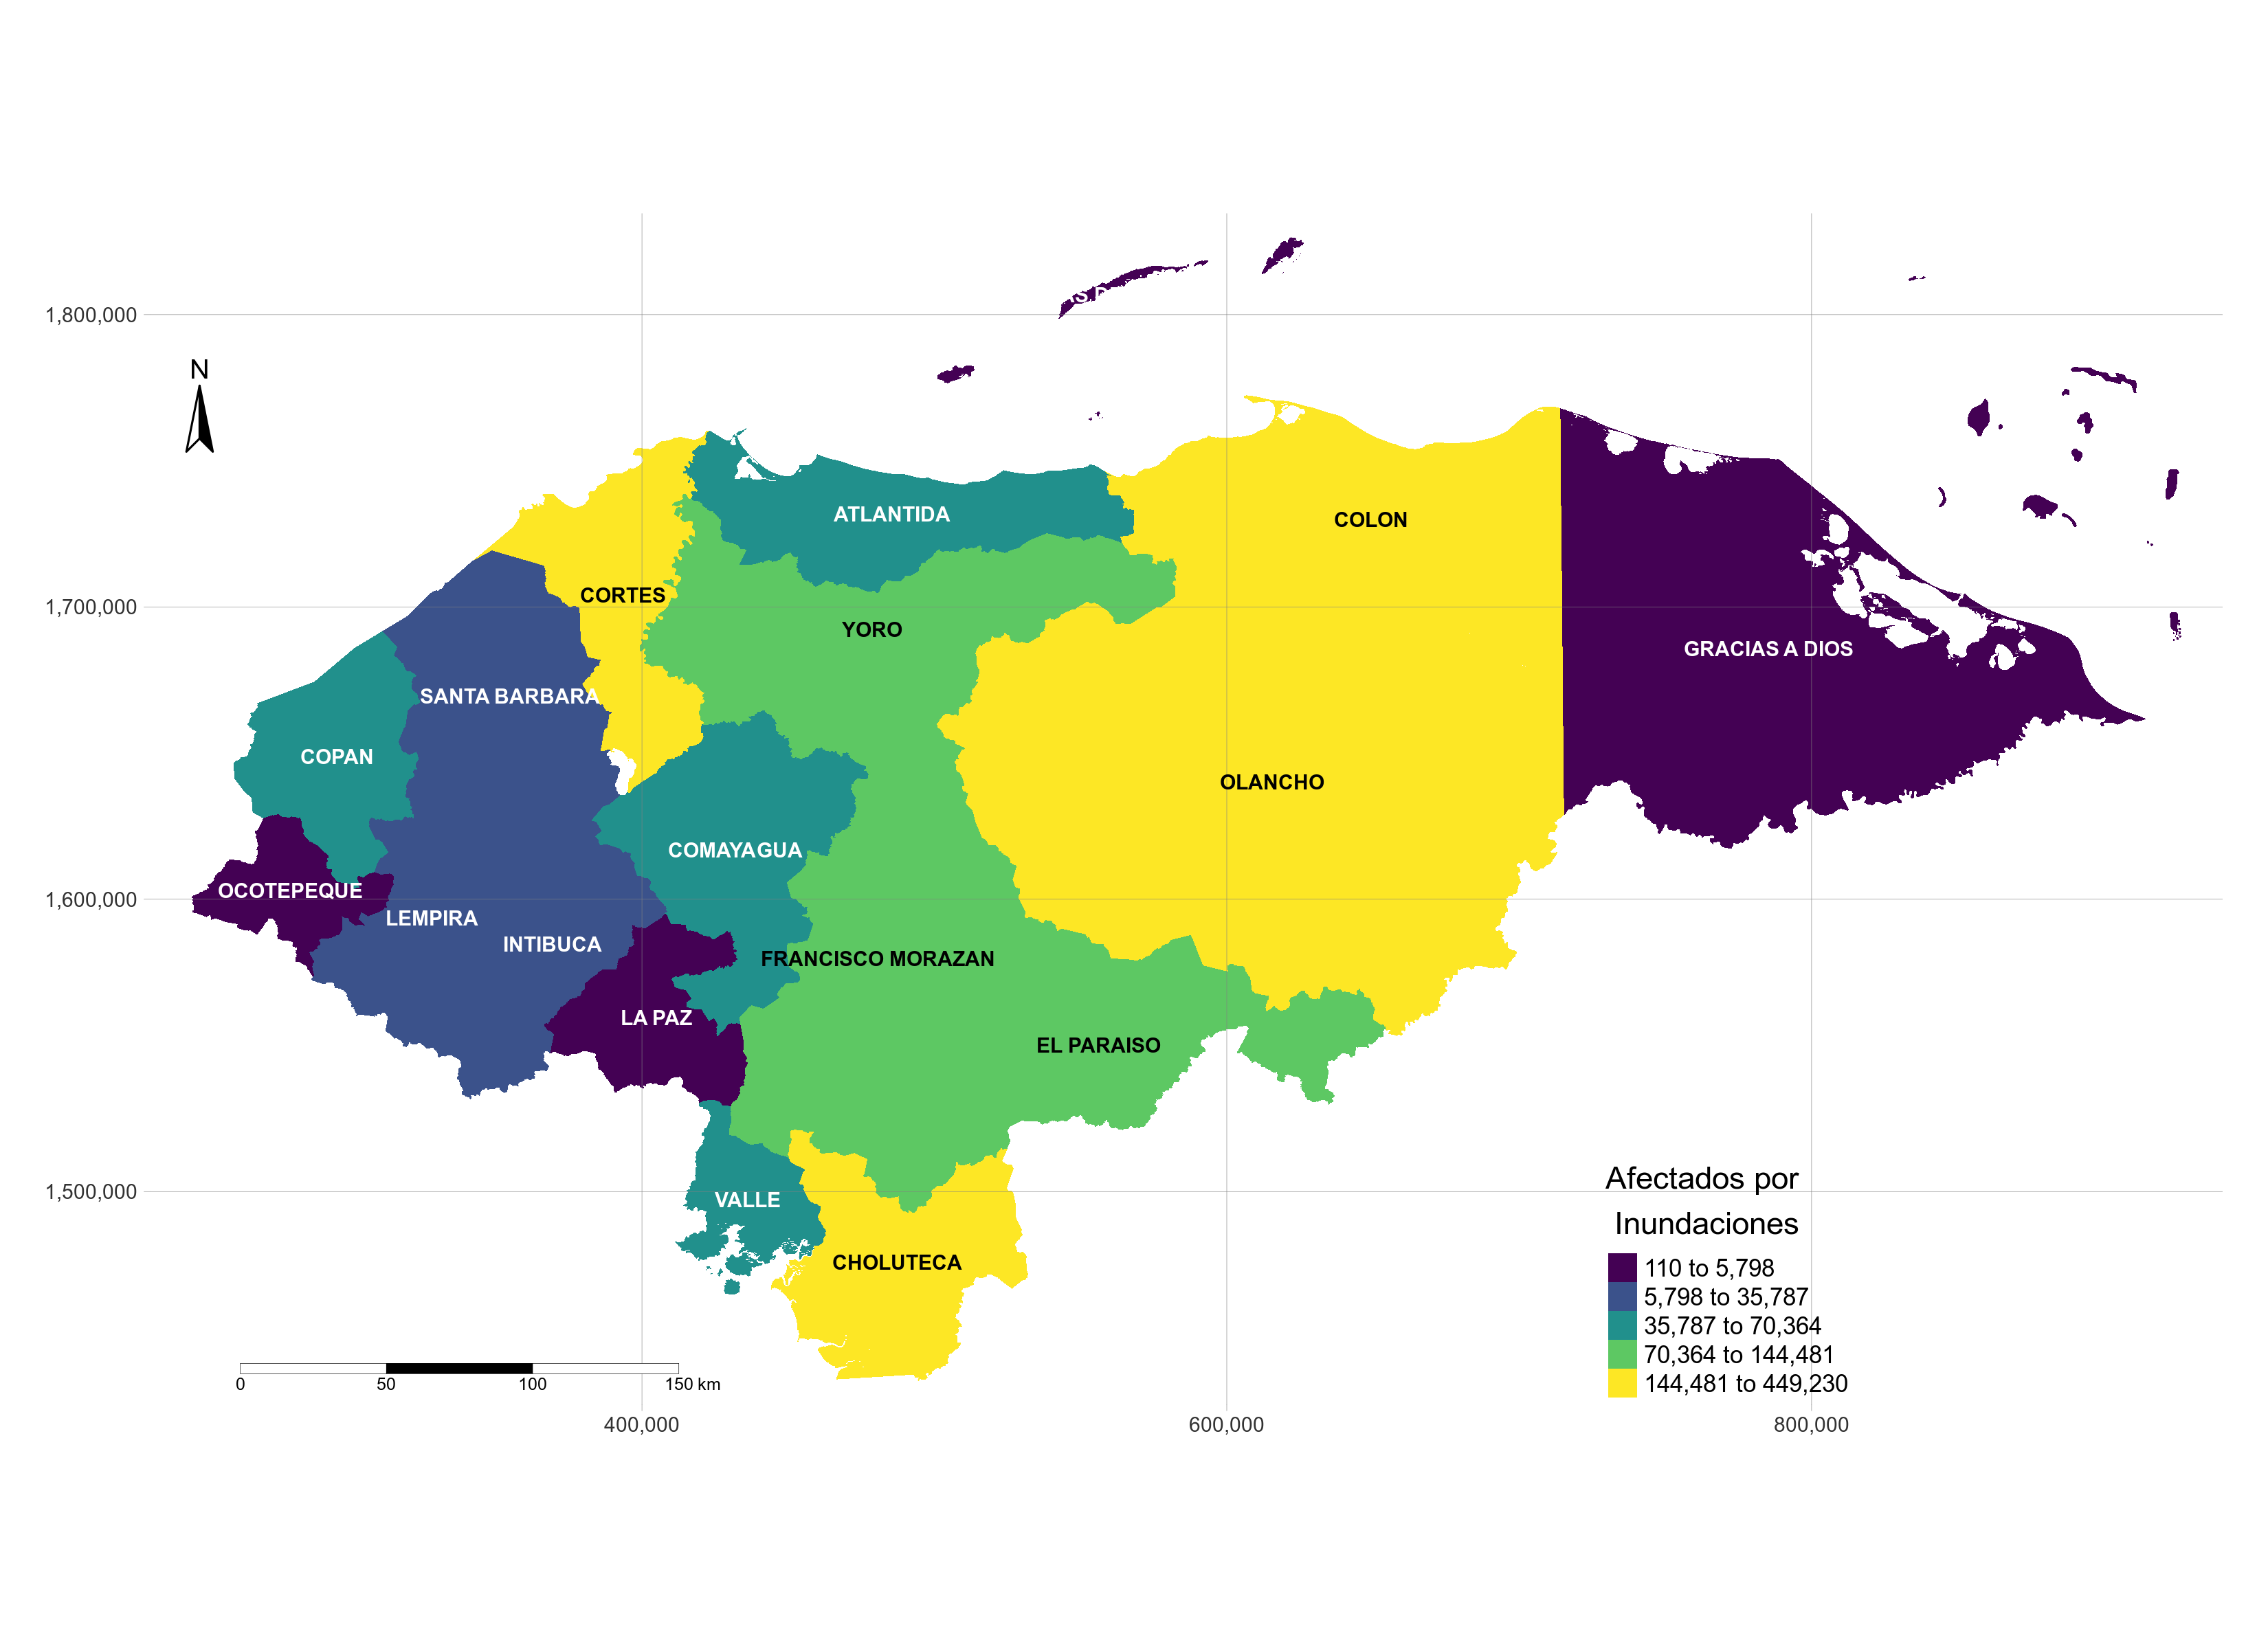 1,800,000
N
ATLANTIDA
COLON
CORTES
1,700,000
YORO
GRACIAS A DIOS
SANTA BARBARA
COPAN
OLANCHO
COMAYAGUA
OCOTEPEQUE
1,600,000
LEMPIRA
INTIBUCA
FRANCISCO MORAZAN
LA PAZ
EL PARAISO
1,500,000
VALLE
CHOLUTECA
Afectados por
Inundaciones
110 to 5,798
5,798 to 35,787
35,787 to 70,364
70,364 to 144,481
144,481 to 449,230
0 50 100 150 km
400,000 600,000 800,000